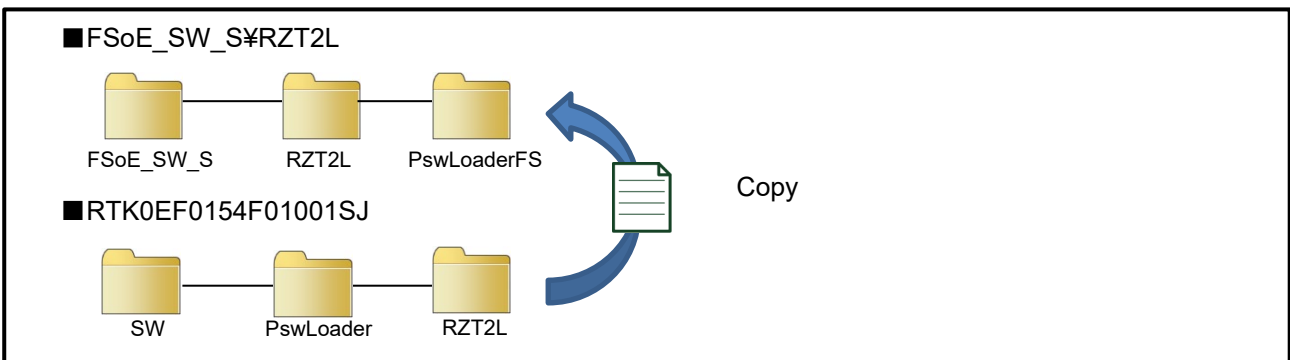 ■FSoE_SW_S¥RZT2L
FSoE_SW_S RZT2L PswLoaderFS
Copy
■RTK0EF0154F01001SJ
SW PswLoader RZT2L